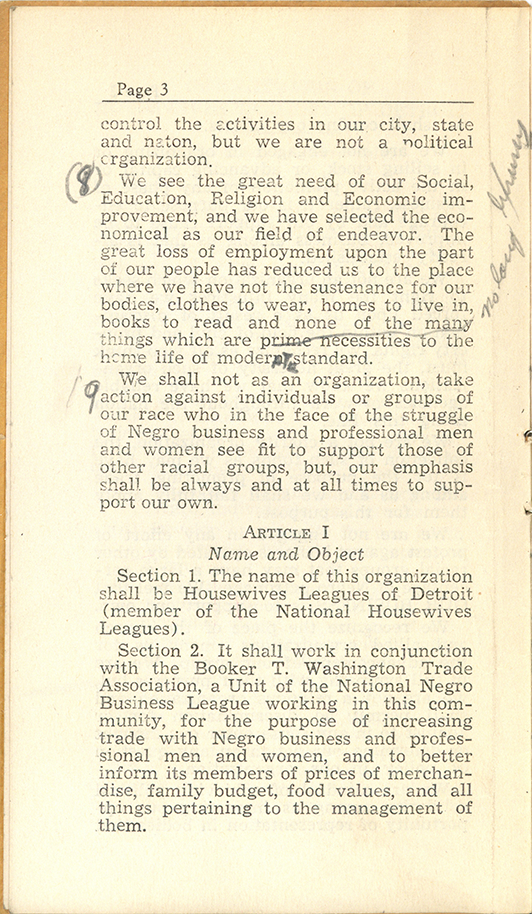 Page 3
control the activities in our city, state
and naton, but we are not a political
organization.
(8)
We see the great need of our Social,
Education, Religion and Economic im-
provement, and we have selected the eco-
nomical as our field of endeavor. The
great loss of employment upon the part
of our people has reduced us to the place
where we have not the sustenance for our
bodies, clothes to wear, homes to live in,
books to read and none of the many
things which are prime necessities to the
home life of modern standard.
9
We shall not as an organization, take
action against individuals or groups of
our race who in the face of the struggle
of Negro business and professional men
and women see fit to support those of
other racial groups, but, our emphasis
shall be always and at all times to sup-
port our own.
ARTICLE I
Name and Object
Section 1. The name of this organization
shall be Housewives Leagues of Detroit
(member of the National Housewives
Leagues).
Section 2. It shall work in conjunction
with the Booker T. Washington Trade
Association, a Unit of the National Negro
Business League working in this com-
munity, for the purpose of increasing
trade with Negro business and profes-
sional men and women, and to better
inform its members of prices of merchan-
dise, family budget, food values, and all
things pertaining to the management of
them.
no long